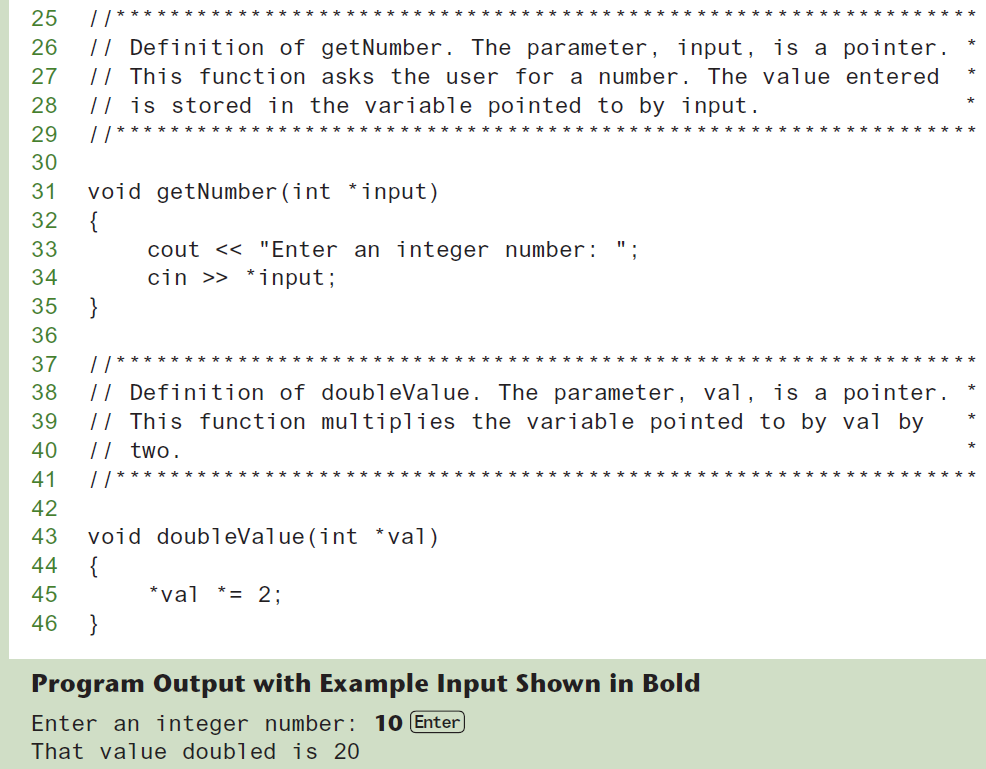 25 //****************************************************************
26 // Definition of getNumber. The parameter, input, is a pointer. *
27 // This function asks the user for a number. The value entered *
28 // is stored in the variable pointed to by input. *
29 //****************************************************************
30
31 void getNumber(int *input)
32 {
33 cout << "Enter an integer number: ";
34 cin >> *input;
35 }
36
37 //****************************************************************
38 // Definition of doubleValue. The parameter, val, is a pointer. *
39 // This function multiplies the variable pointed to by val by *
40 // two. *
41 //****************************************************************
42
43 void doubleValue(int *val)
44 {
45 *val *= 2;
46 }
Program Output with Example Input Shown in Bold
Enter an integer number: 10 Enter
That value doubled is 20